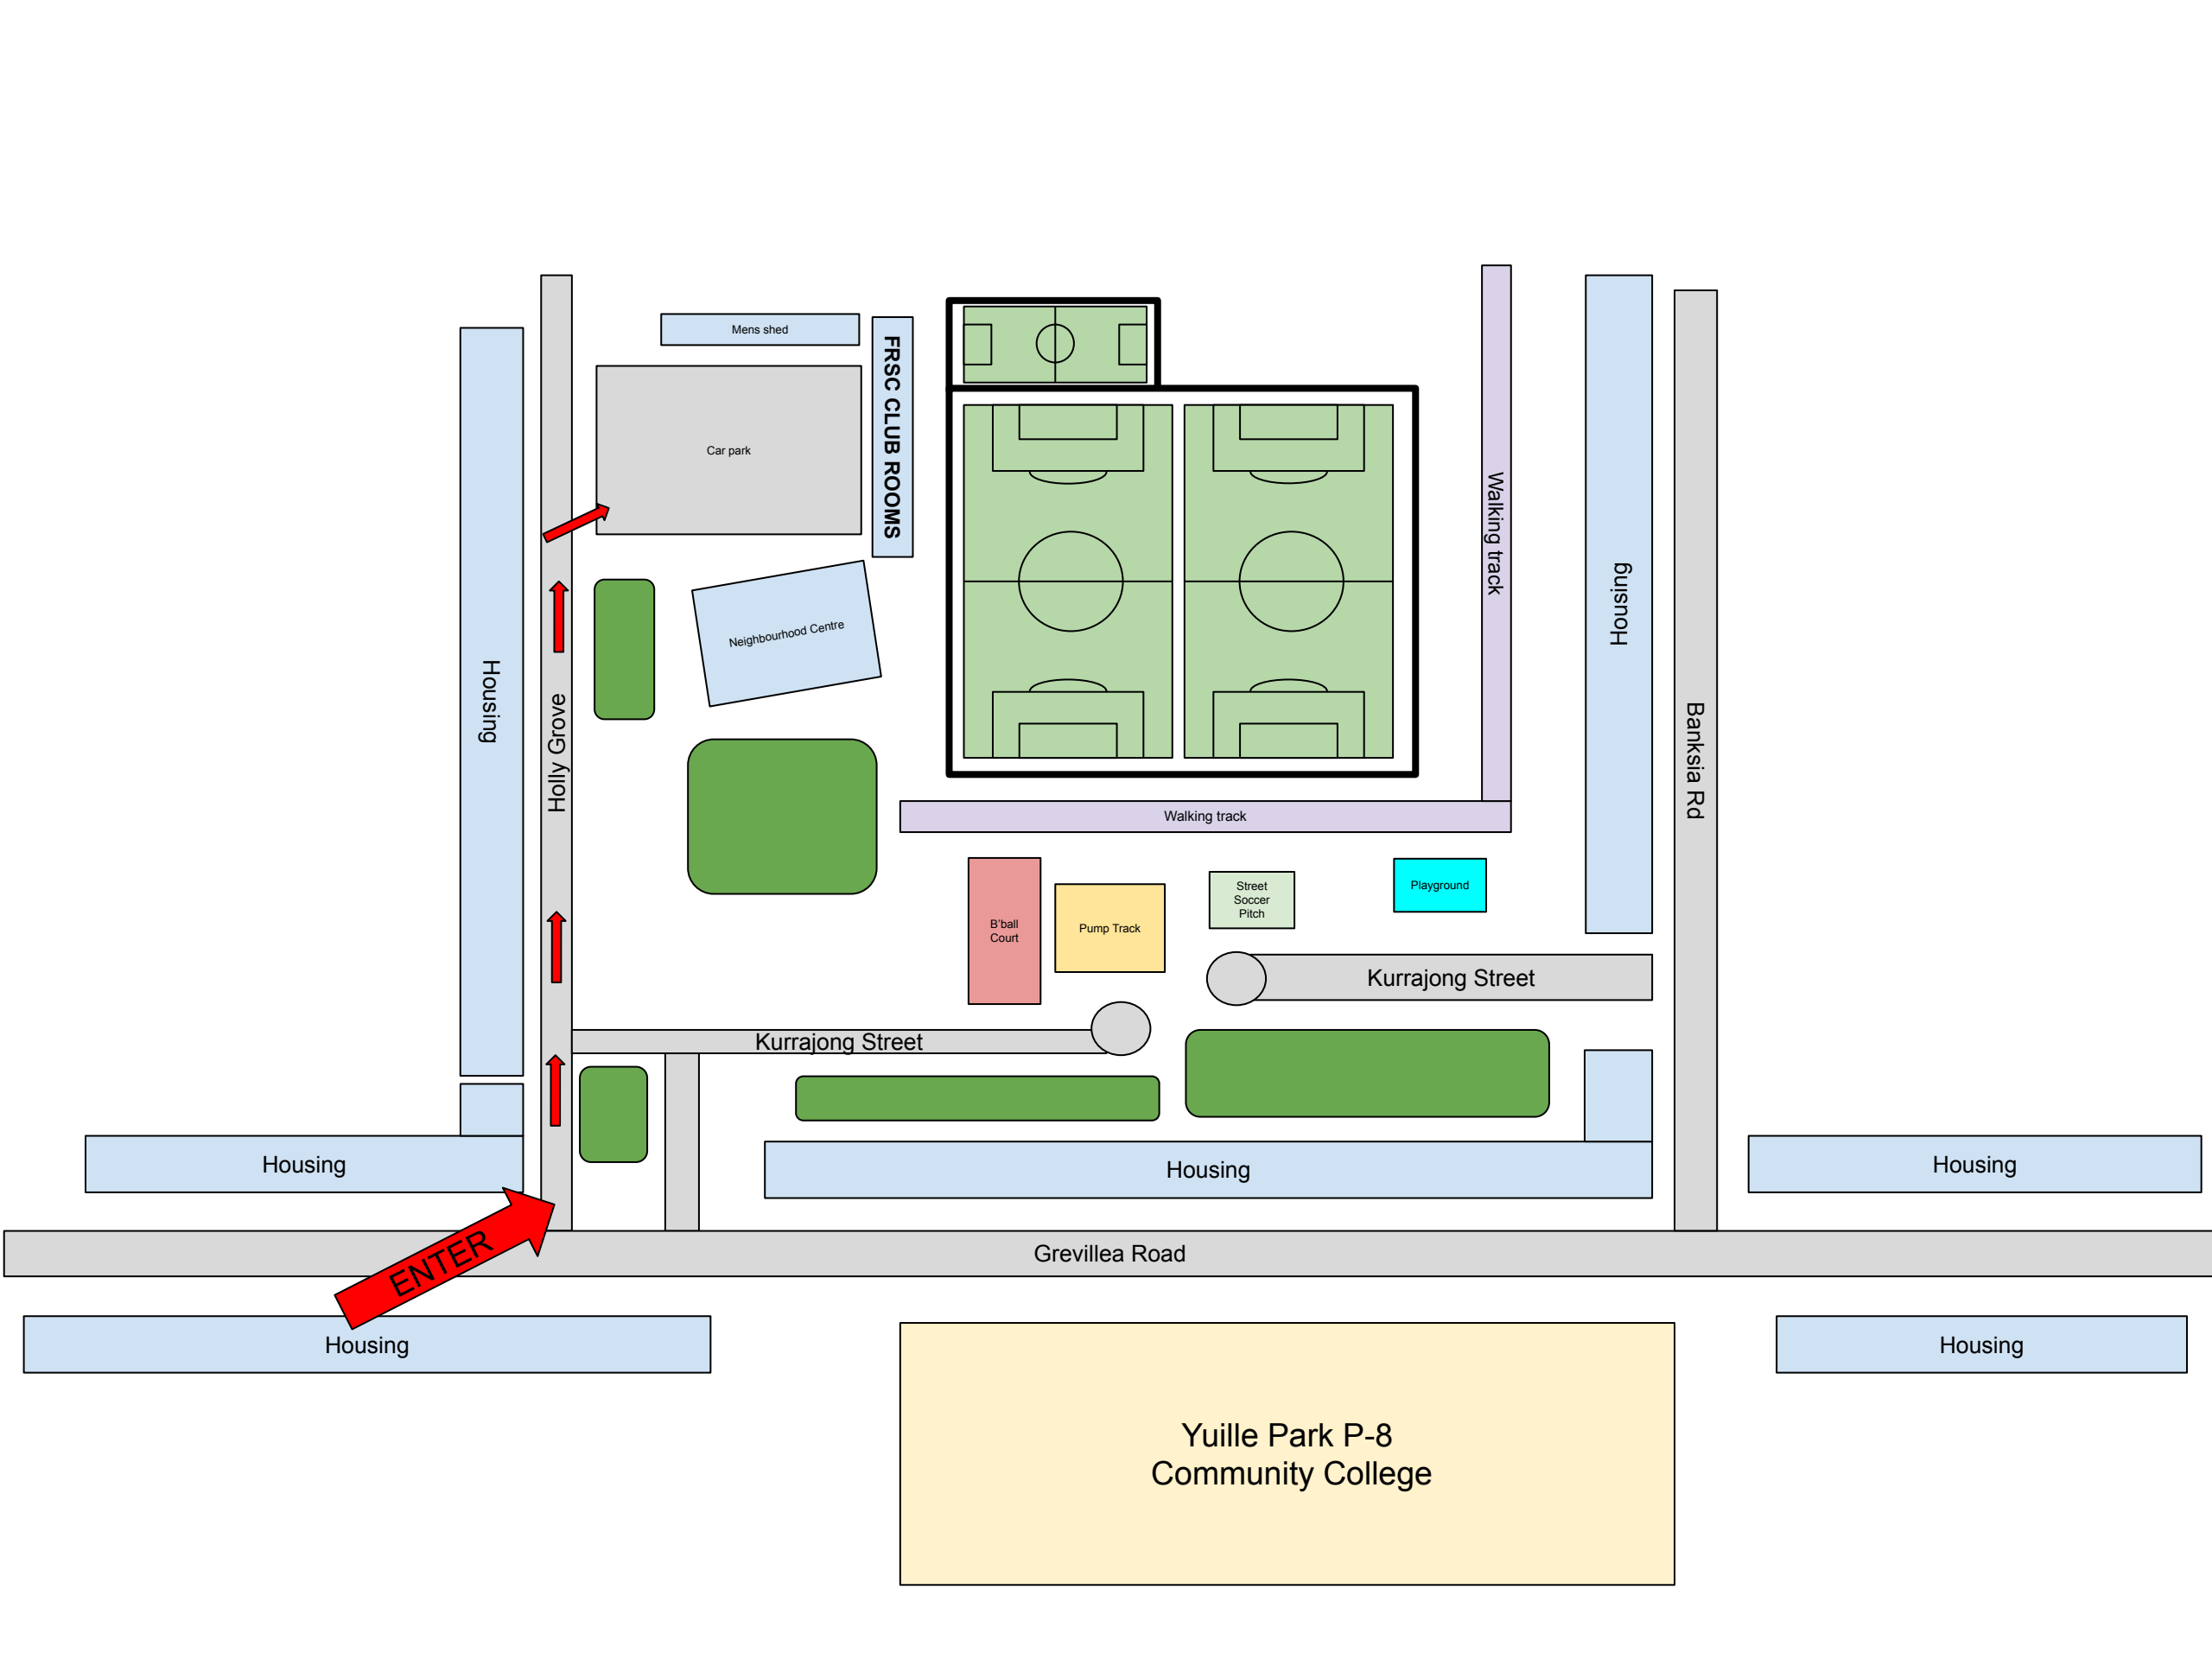 Mens shed
FRSC CLUB ROOMS
Car park
Walking track
Housing
Neighbourhood Centre
Housing
Holly Grove
Banksia Rd
Walking track
B'ball
Court
Pump Track
Street
Soccer
Pitch
Playground
Kurrajong Street
Kurrajong Street
Housing
Housing
Housing
ENTER
Grevillea Road
Housing
Housing
Yuille Park P-8
Community College